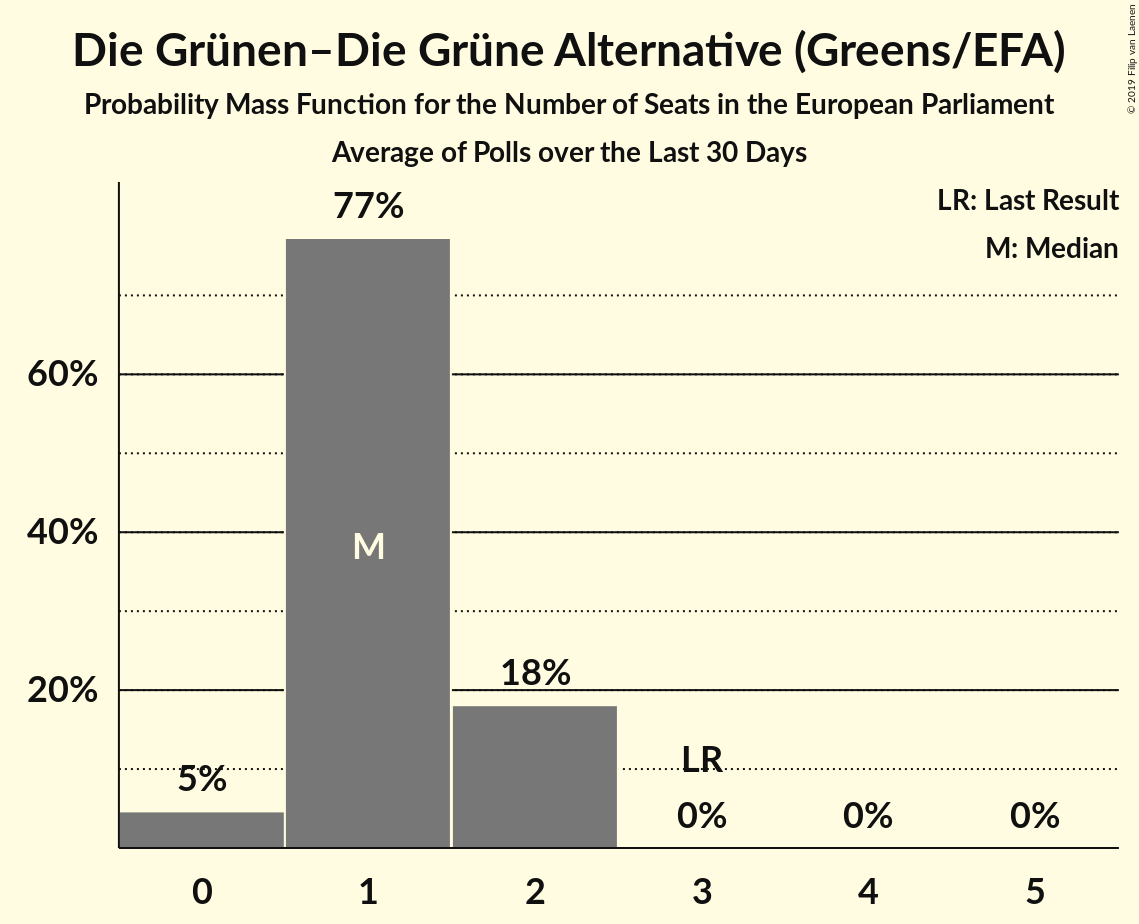 Die Grünen–Die Grüne Alternative (Greens/EFA)
Probability Mass Function for the Number of Seats in the European Parliament
Average of Polls over the Last 30 Days
© 2019 Filip van Laenen
LR: Last Result
M: Median
77%
60%
40%
M
20%
18%
5%
LR
0%
0%
0%
0
1
2
3
4
5